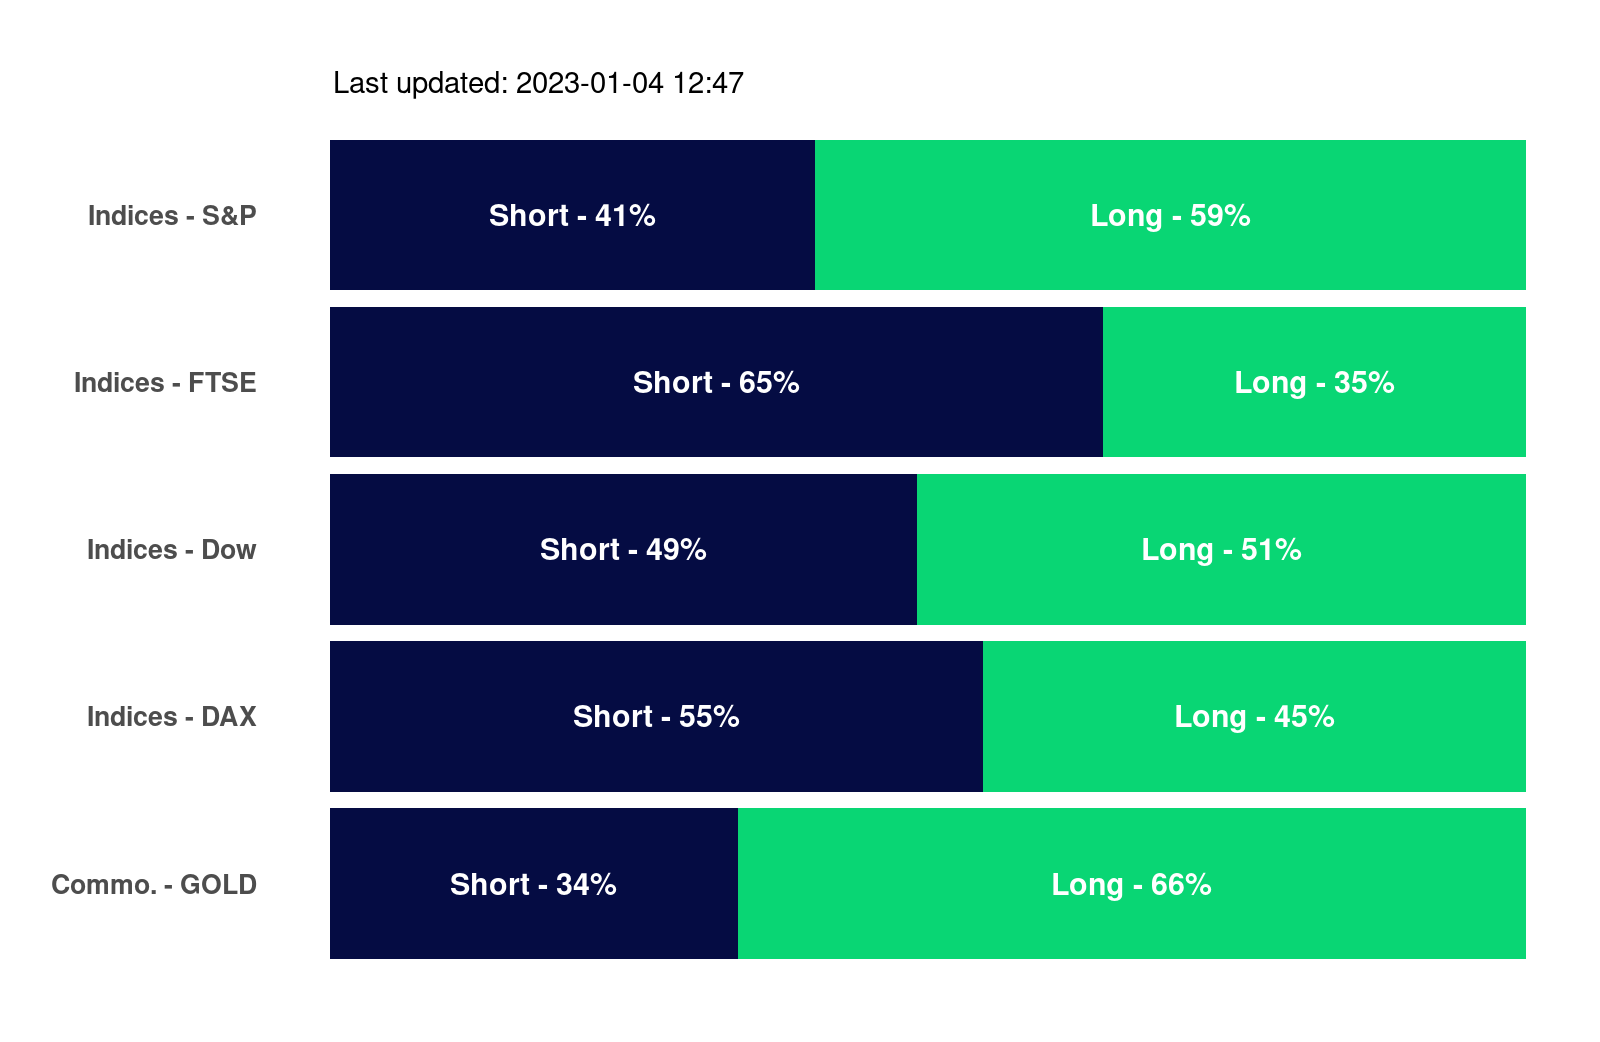 Last updated: 2023-01-04 12:47
Indices - S&P Short - 41% Long - 59%
Indices - FTSE Short - 65% Long - 35%
Indices - Dow Short - 49% Long - 51%
Indices - DAX Short - 55% Long - 45%
Commo. - GOLD Short - 34% Long - 66%